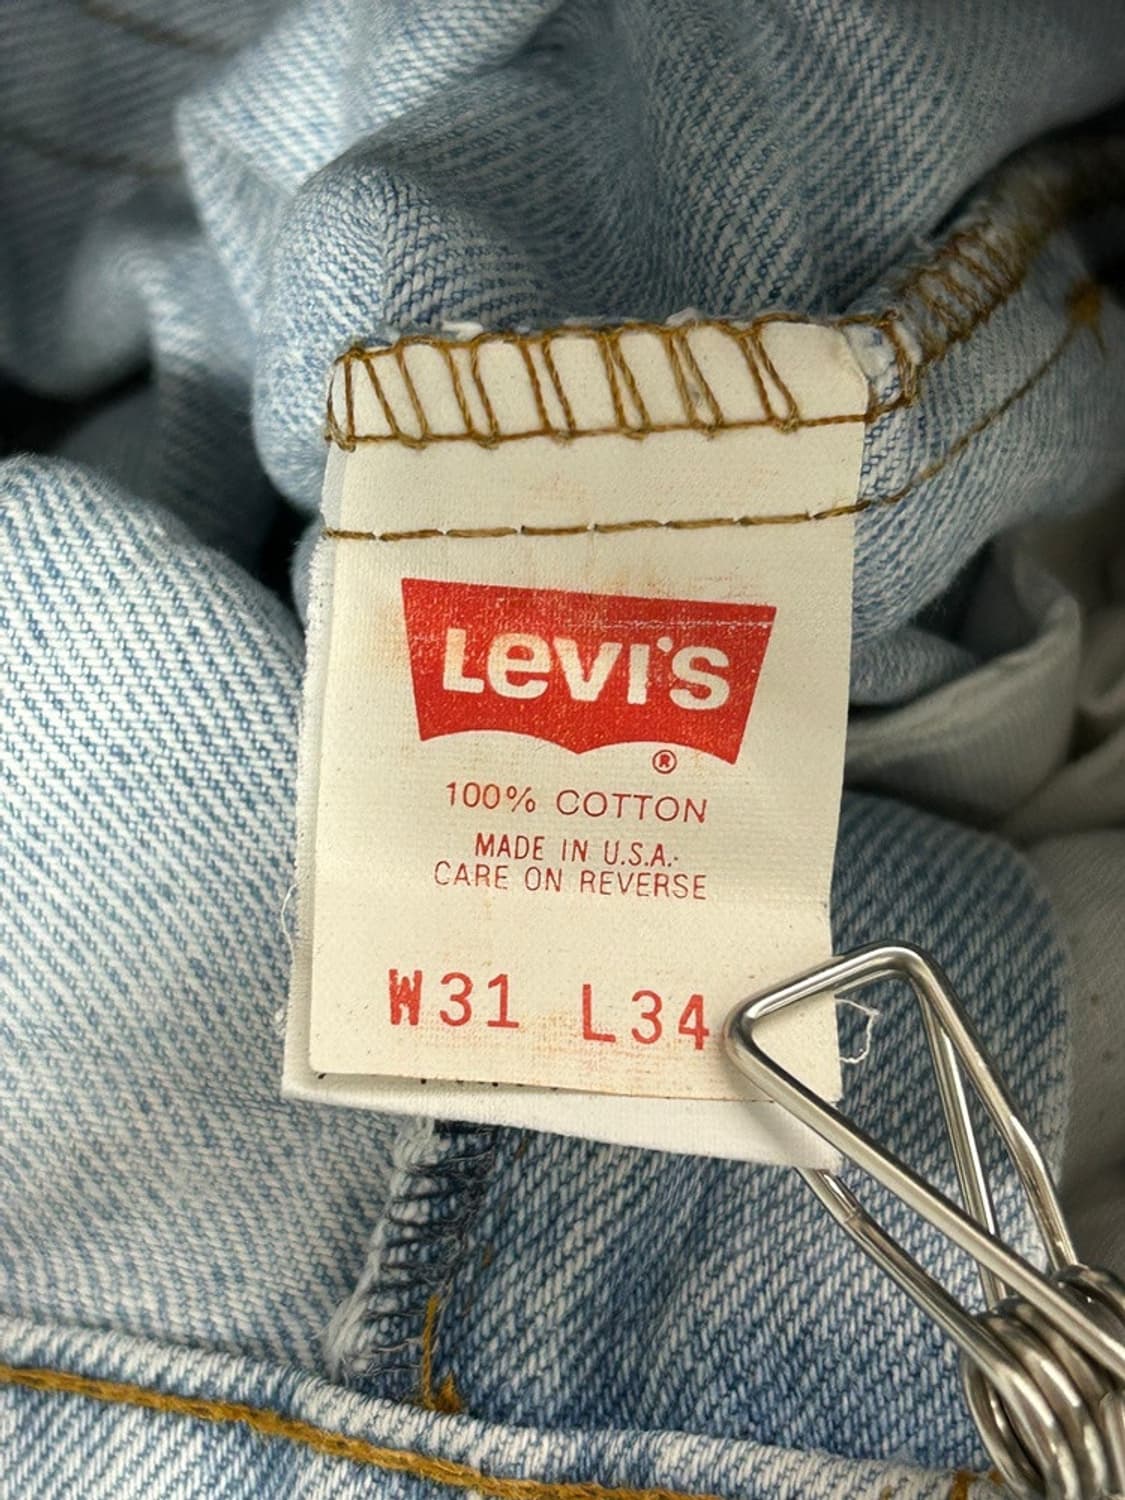 Levi's
®
100% COTTON
MADE IN U.S.A.
CARE ON REVERSE
W31 L34